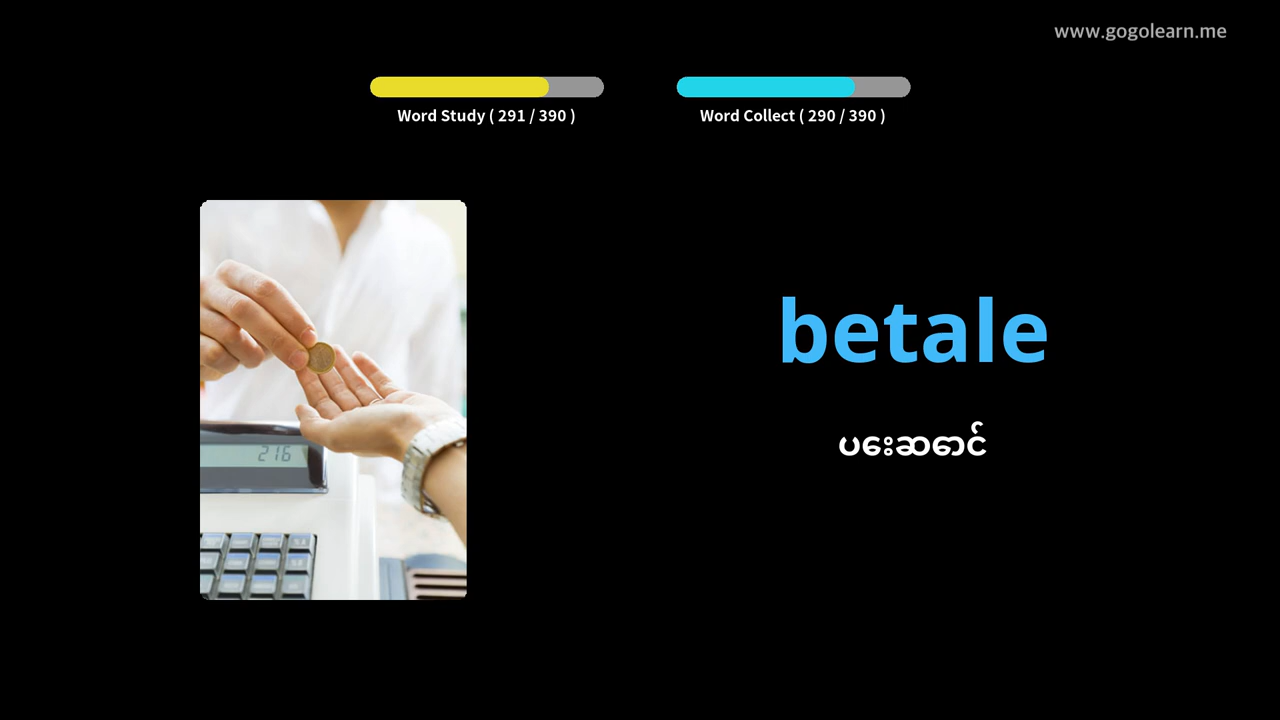 www.gogolearn.me
Word Study ( 291 / 390 )
Word Collect ( 290 / 390 )
216
betale
ပေးဆောင်